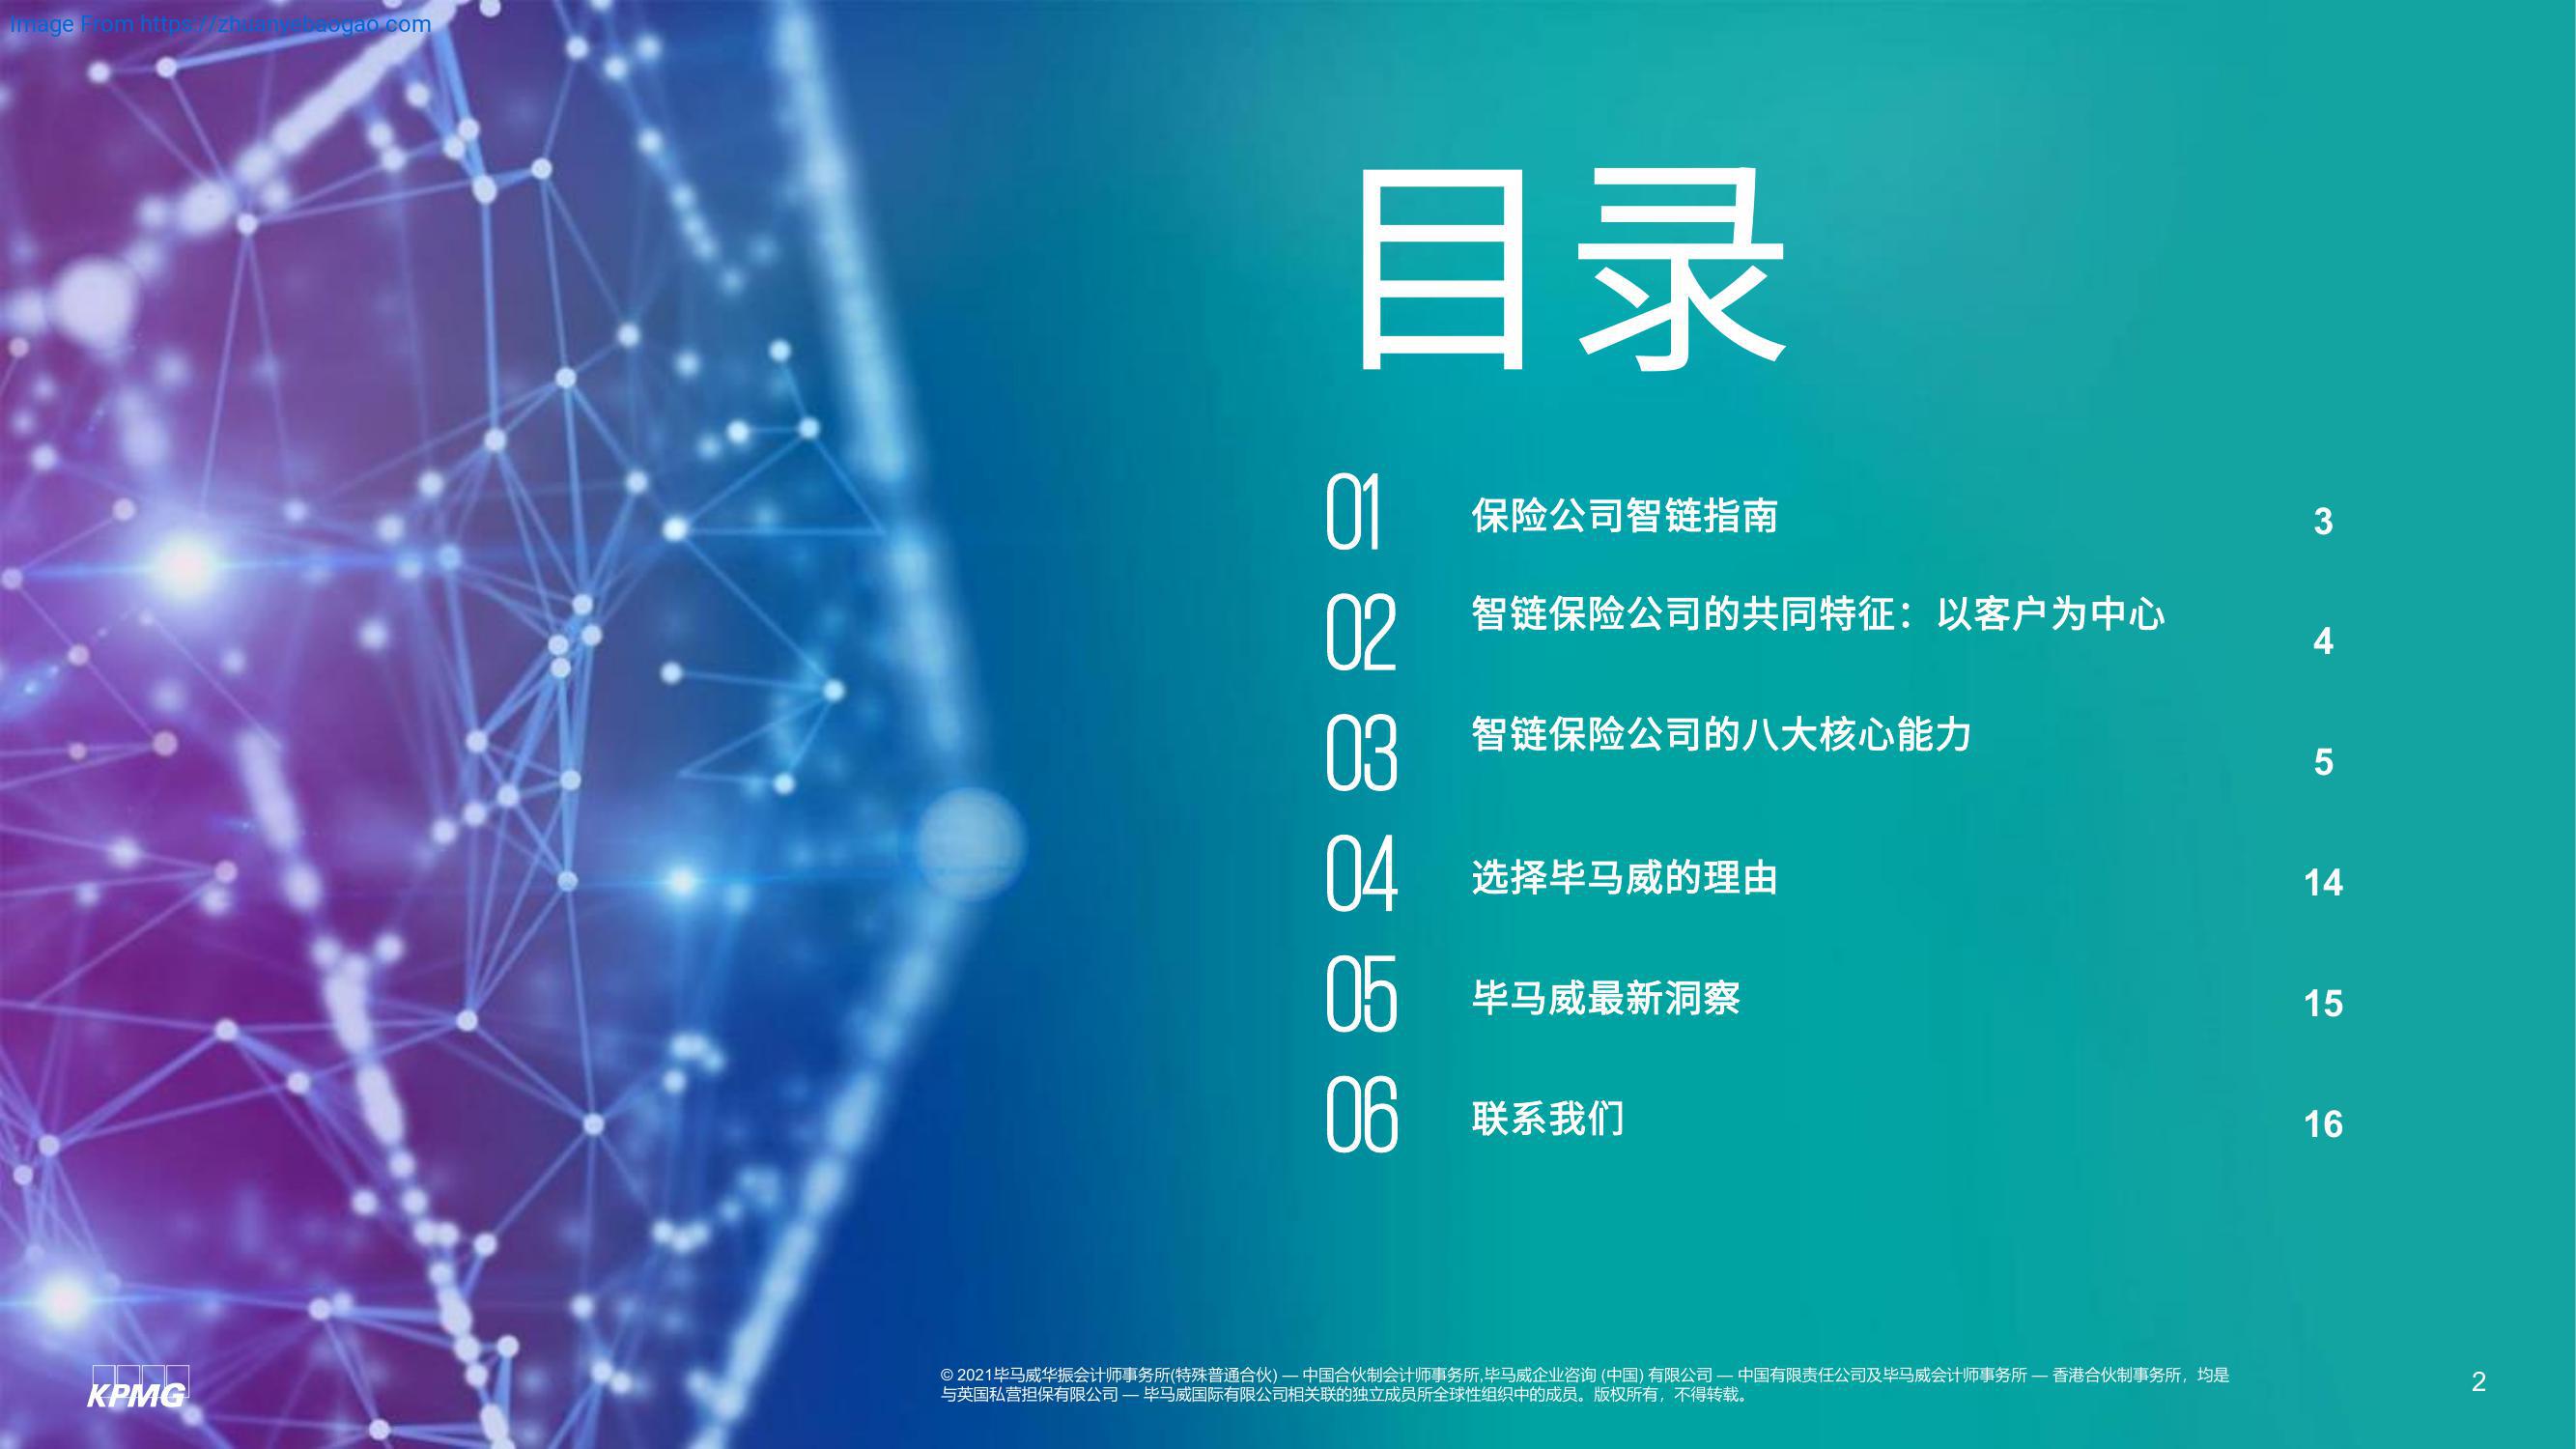 Image From https://zhuanyebaogao.com
目录
01 保险公司智链指南 3
02 智链保险公司的共同特征：以客户为中心 4
03 智链保险公司的八大核心能力 5
04 选择毕马威的理由 14
05 毕马威最新洞察 15
06 联系我们 16
KPMG
© 2021毕马威华振会计师事务所(特殊普通合伙) — 中国合伙制会计师事务所,毕马威企业咨询 (中国) 有限公司 — 中国有限责任公司及毕马威会计师事务所 — 香港合伙制事务所，均是
与英国私营担保有限公司 — 毕马威国际有限公司相关联的独立成员所全球性组织中的成员。版权所有，不得转载。
2